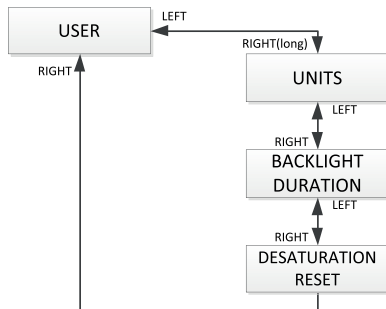 USER
LEFT
RIGHT(long)
RIGHT
UNITS
LEFT
RIGHT
BACKLIGHT
DURATION
LEFT
RIGHT
DESATURATION
RESET